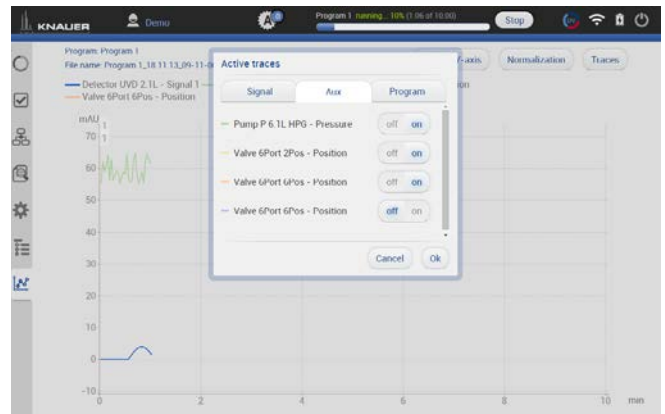 KNAUER
Demo
A
Program 1 running... 10% (1.06 of 10.00)
Stop
Program: Program 1
File name: Program 1_18.11.13_09-11-0
-axis
Normalization
Traces
Detector UVD 2.1L - Signal 1
Valve 6Port 6Pos - Position
on
Active traces
Signal
Aux
Program
Pump P 6.1L HPG - Pressure
off on
Valve 6Port 2Pos - Position
off on
Valve 6Port 6Pos - Position
off on
Valve 6Port 6Pos - Position
off on
Cancel
Ok
mAU
1
1
70
60
50
40
30
20
10
0
-10
0
2
4
6
8
10
min